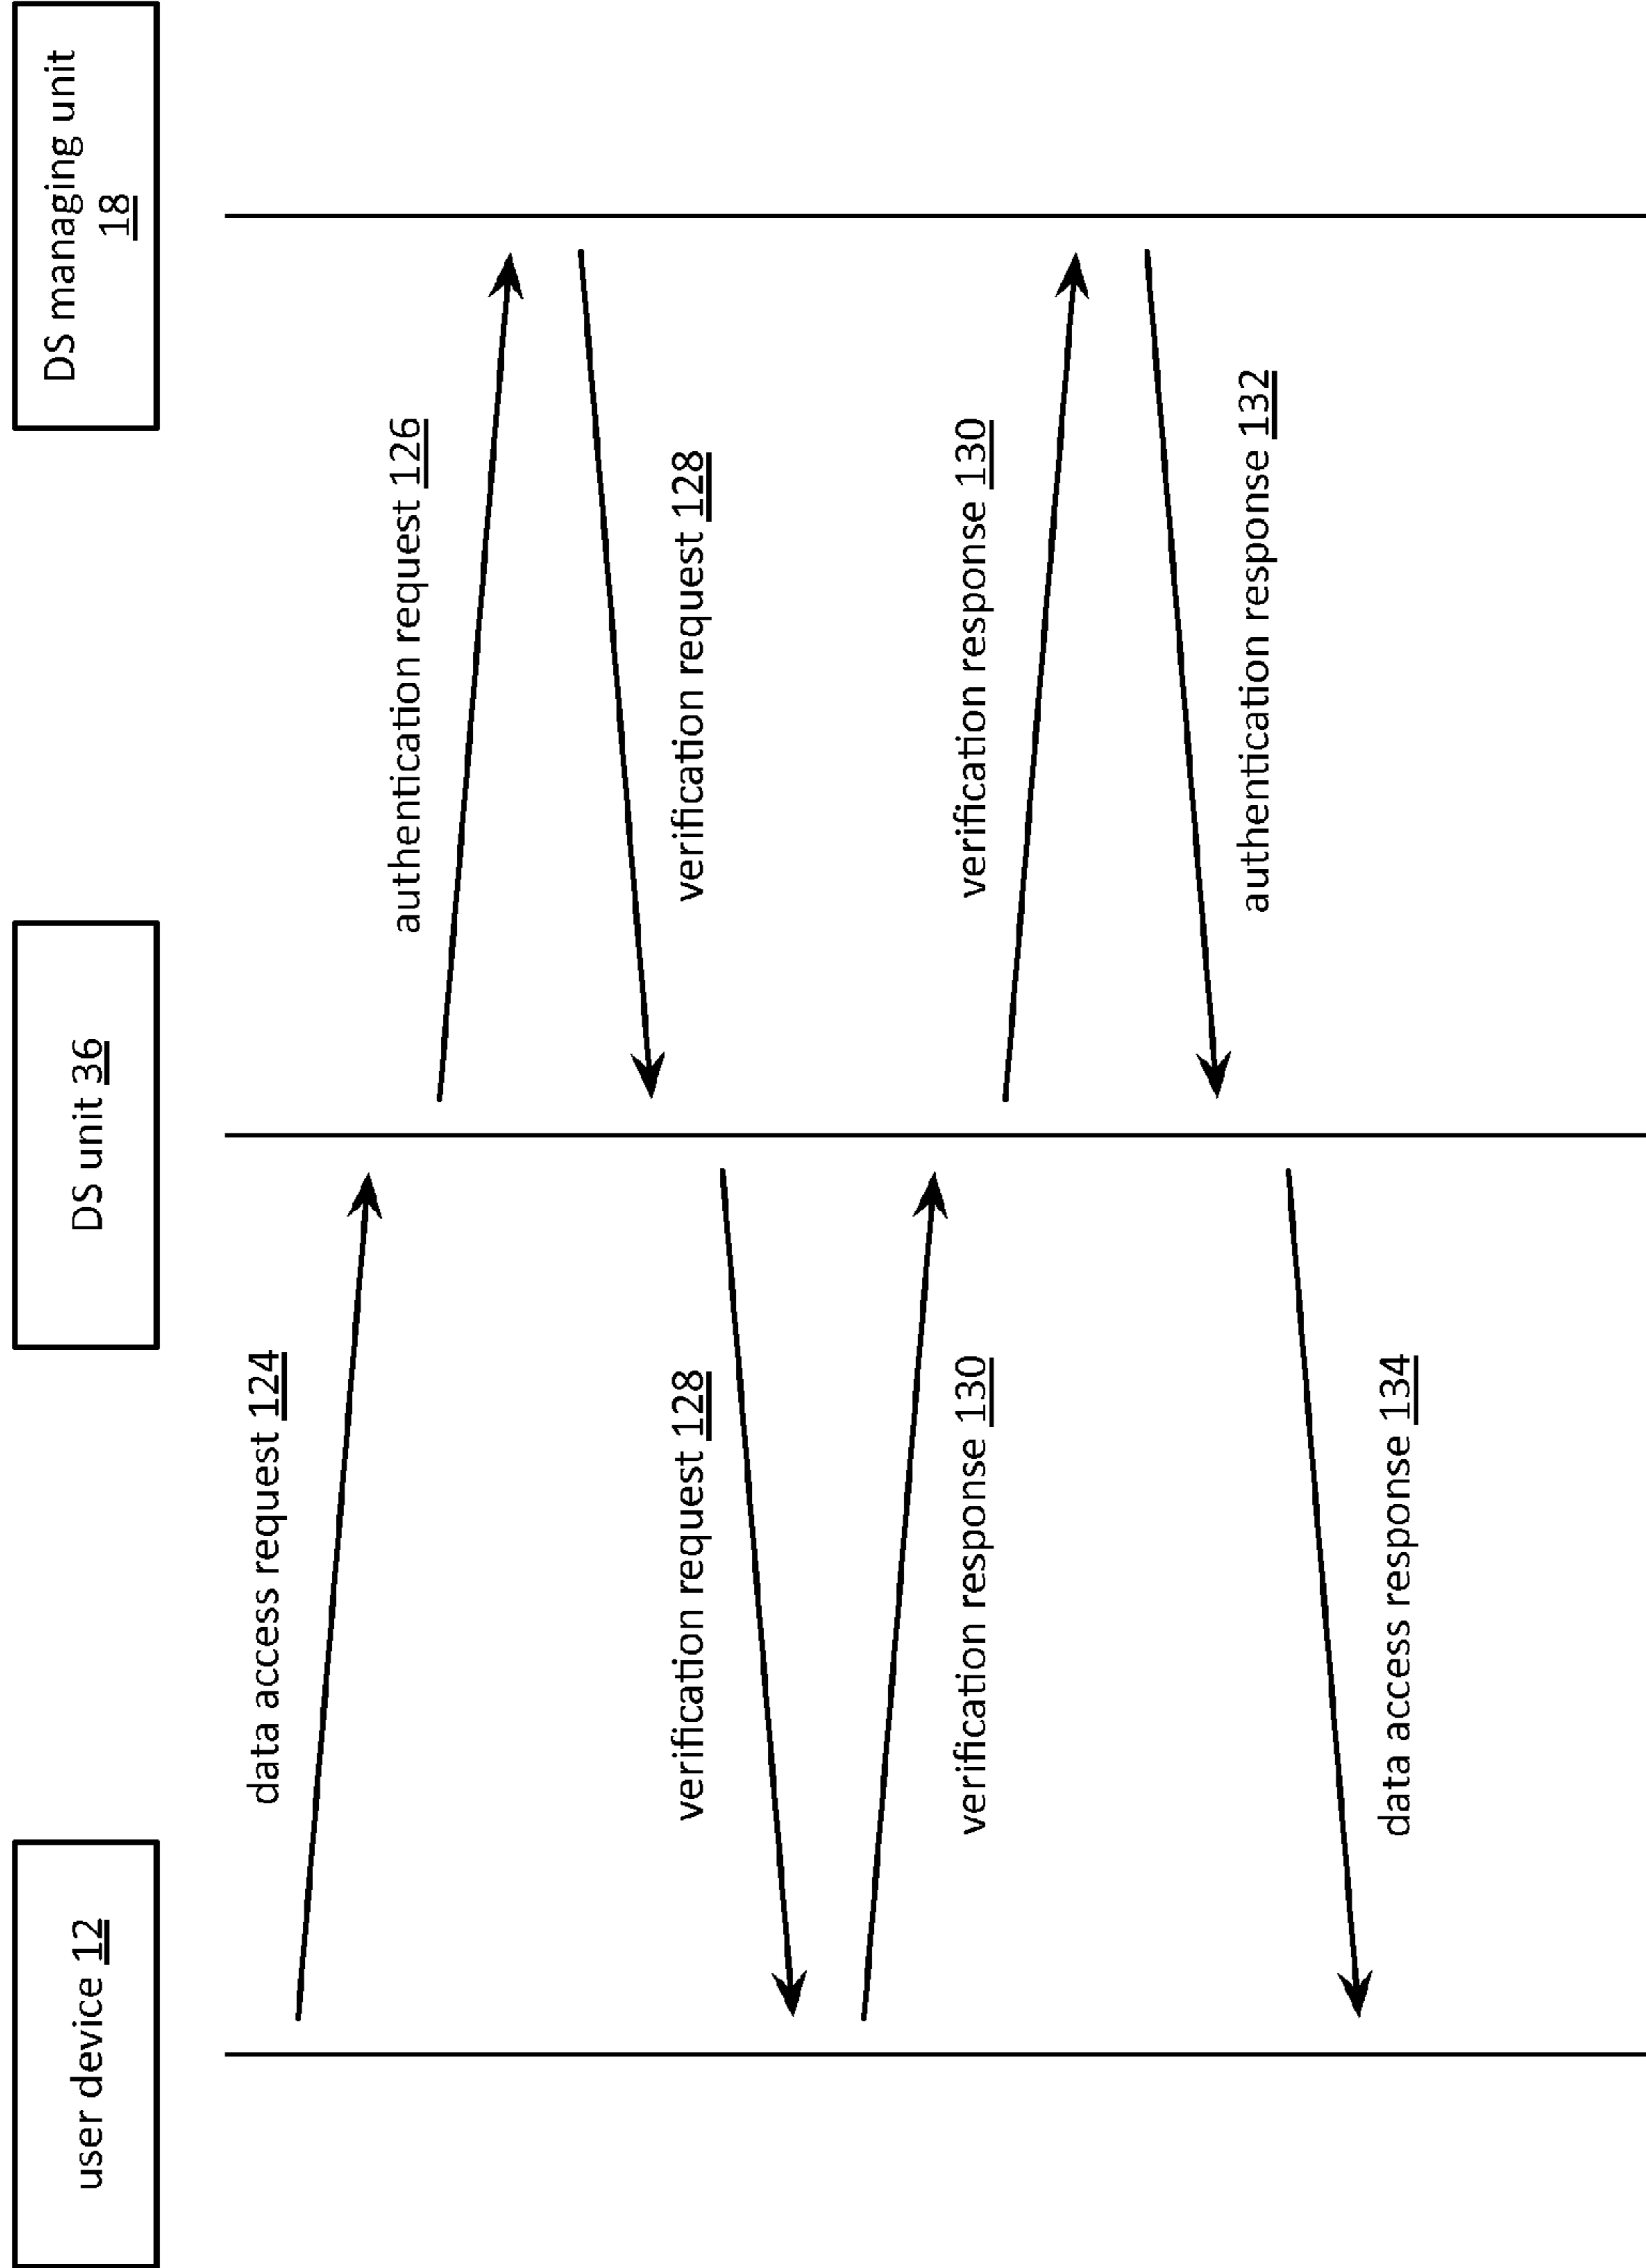 user device 12
DS unit 36
DS managing unit
18
data access request 124
authentication request 126
verification request 128
verification request 128
verification response 130
verification response 130
authentication response 132
data access response 134